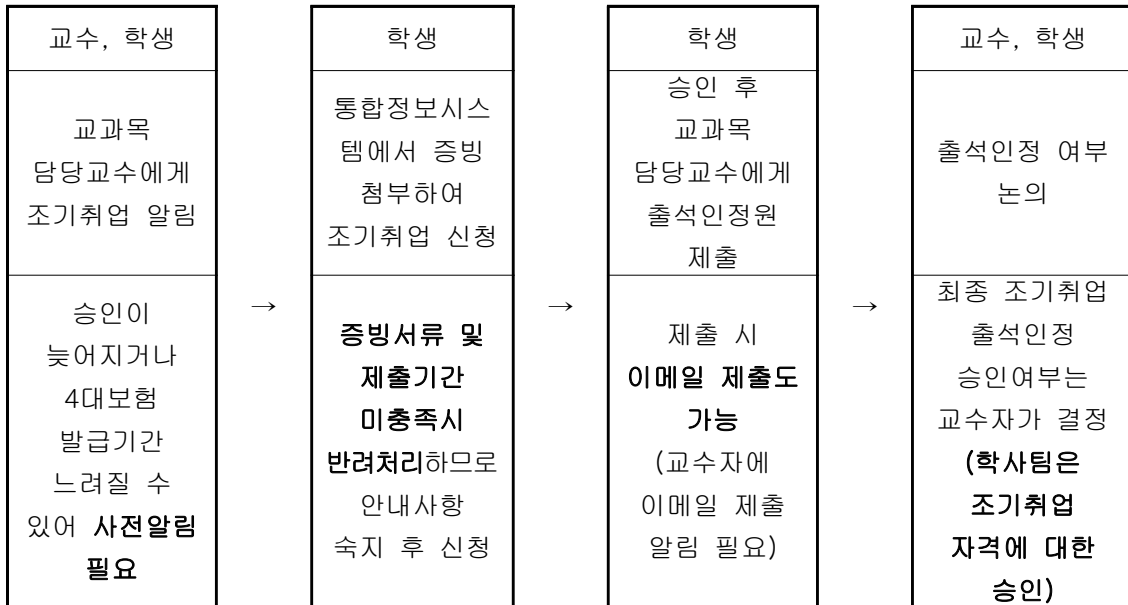 교수, 학생
교과목
담당교수에게
조기취업 알림
승인이
늦어지거나
4대보험
발급기간
느려질 수
있어 사전알림
필요
→
학생
통합정보시스
템에서 증빙
첨부하여
조기취업 신청
증빙서류 및
제출기간
미충족시
반려처리하므로
안내사항
숙지 후 신청
→
학생
승인 후
교과목
담당교수에게
출석인정원
제출
제출 시
이메일 제출도
가능
(교수자에
이메일 제출
알림 필요)
→
교수, 학생
출석인정 여부
논의
최종 조기취업
출석인정
승인여부는
교수자가 결정
(학사팀은
조기취업
자격에 대한
승인)